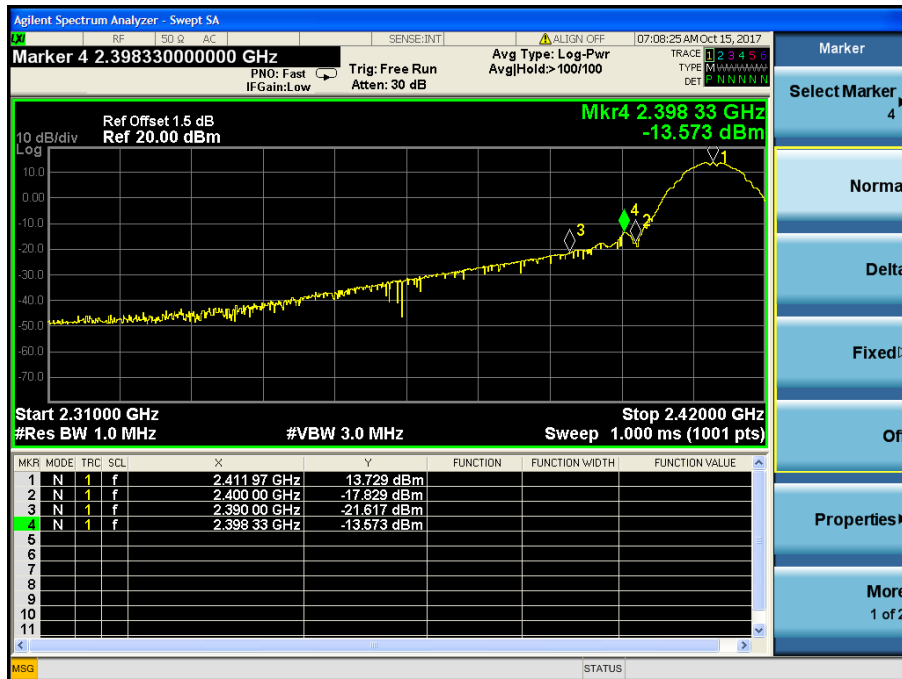 Agilent Spectrum Analyzer - Swept SA
LXI RF 50 Ω AC SENSE:INT ALIGN OFF 07:08:25 AM Oct 15, 2017
Marker 4 2.398330000000 GHz
PNO: Fast
IFGain:Low
Trig: Free Run
Atten: 30 dB
Avg Type: Log-Pwr
Avg|Hold:>100/100
TRACE 1 2 3 4 5 6
TYPE M W W W W W
DET P N N N N N
Mkr4 2.398 33 GHz
-13.573 dBm
Ref Offset 1.5 dB
10 dB/div Ref 20.00 dBm
Log
10.0
0.00
-10.0
-20.0
-30.0
-40.0
-50.0
-60.0
-70.0
1
2
3
4
Start 2.31000 GHz Stop 2.42000 GHz
#Res BW 1.0 MHz #VBW 3.0 MHz Sweep 1.000 ms (1001 pts)
MKR MODE TRC SCL X Y FUNCTION FUNCTION WIDTH FUNCTION VALUE
1 N 1 f 2.411 97 GHz 13.729 dBm
2 N 1 f 2.400 00 GHz -17.829 dBm
3 N 1 f 2.390 00 GHz -21.617 dBm
4 N 1 f 2.398 33 GHz -13.573 dBm
5
6
7
8
9
10
11
MSG STATUS
Marker
Select Marker
4
Norma
Delta
Fixed
Of
Properties
More
1 of 2